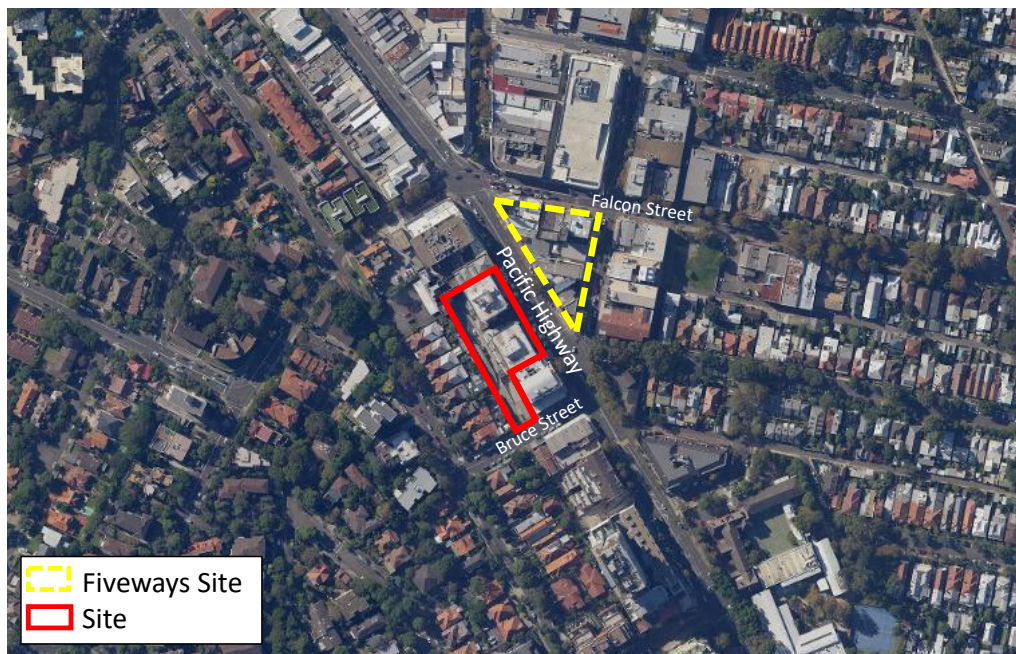 Falcon Street
Pacific Highway
Bruce Street
Fiveways Site
Site